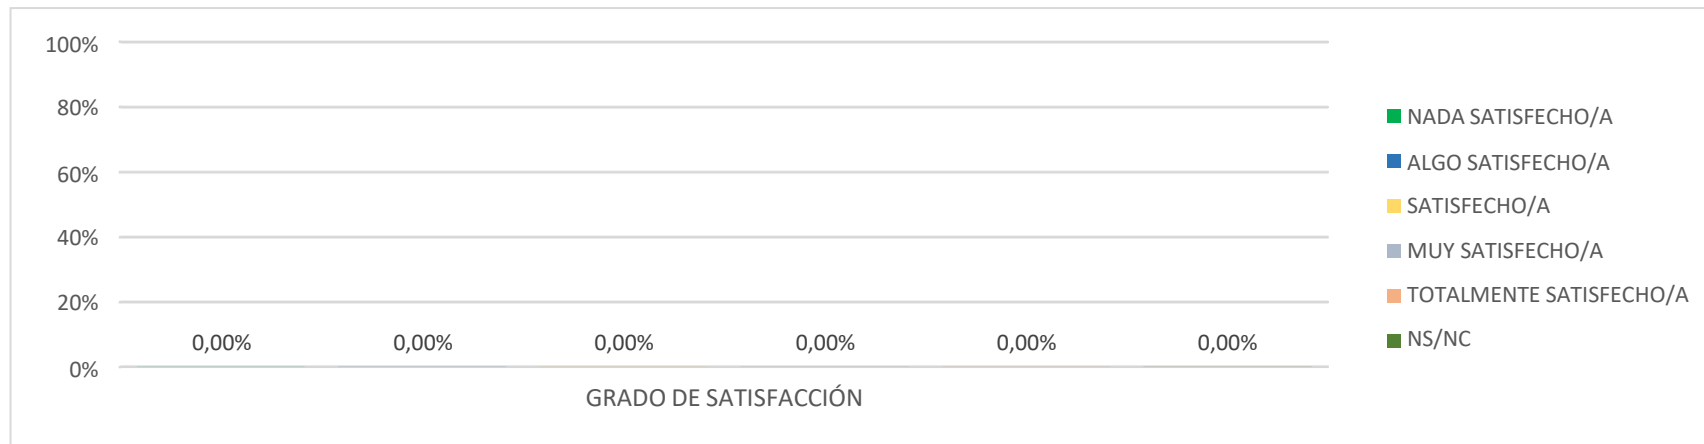 100%
80%
60%
40%
20%
0%
0,00% 0,00% 0,00% 0,00% 0,00% 0,00%
GRADO DE SATISFACCIÓN
NADA SATISFECHO/A
ALGO SATISFECHO/A
SATISFECHO/A
MUY SATISFECHO/A
TOTALMENTE SATISFECHO/A
NS/NC